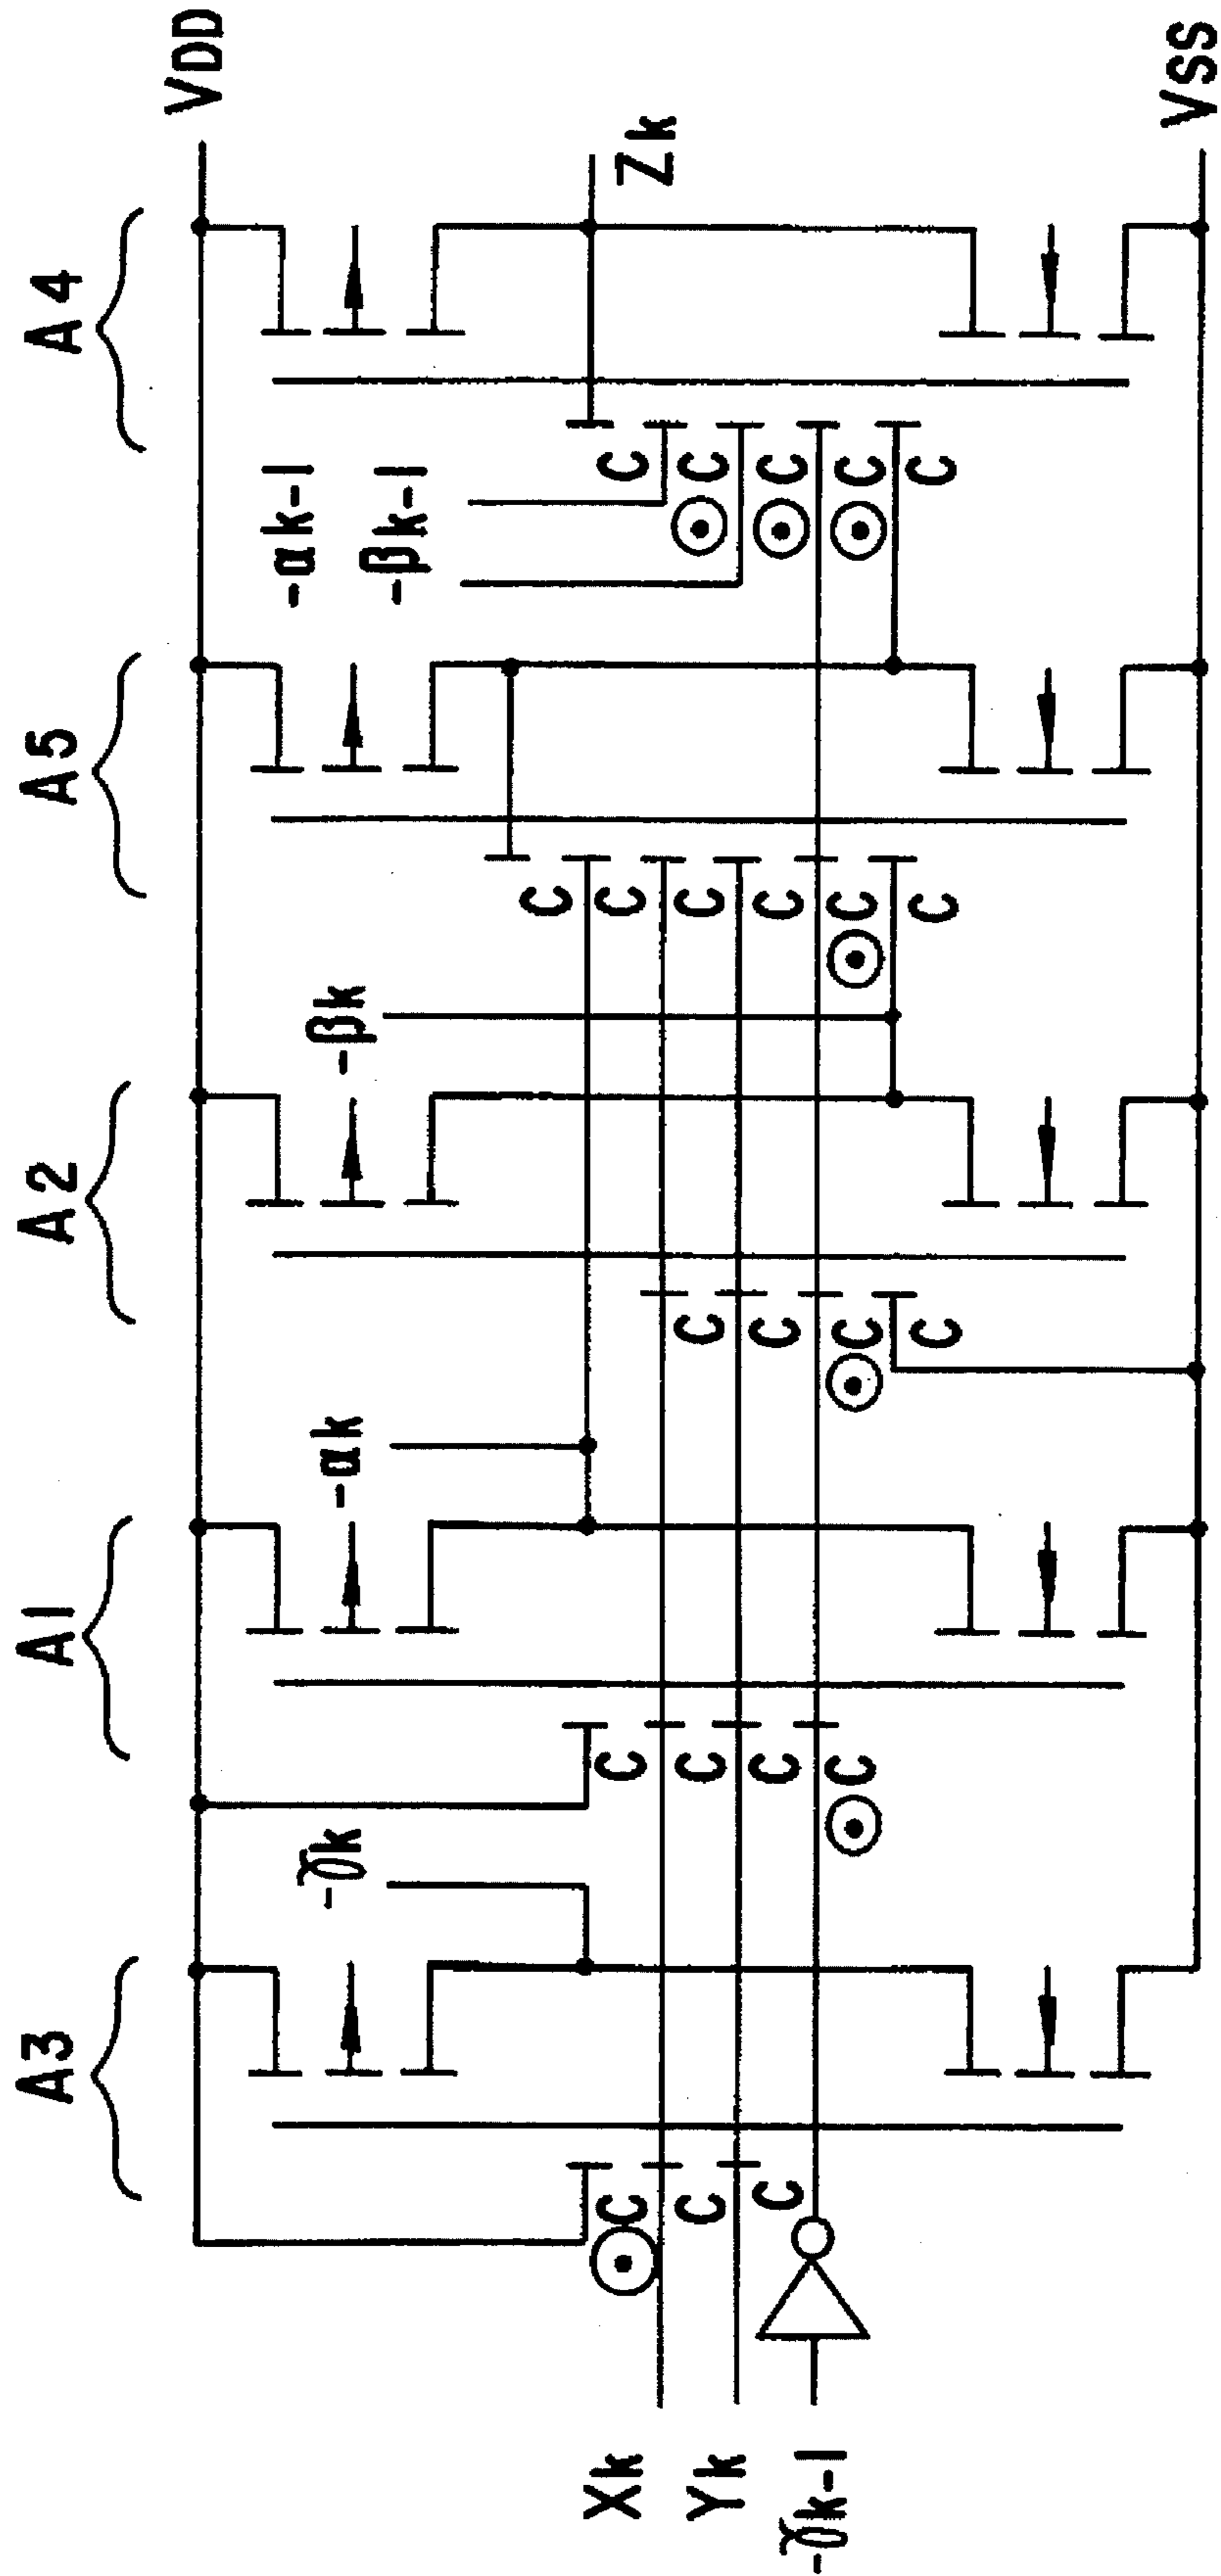 A3 A1 A2 A5 A4
VDD
-γk -αk -βk -αk-1
-βk-1
C
Xk ⊙C C C C Zk
Yk C C C C ⊙C
-γk-1 C C C C ⊙C
⊙C ⊙C ⊙C ⊙C
C C C
VSS